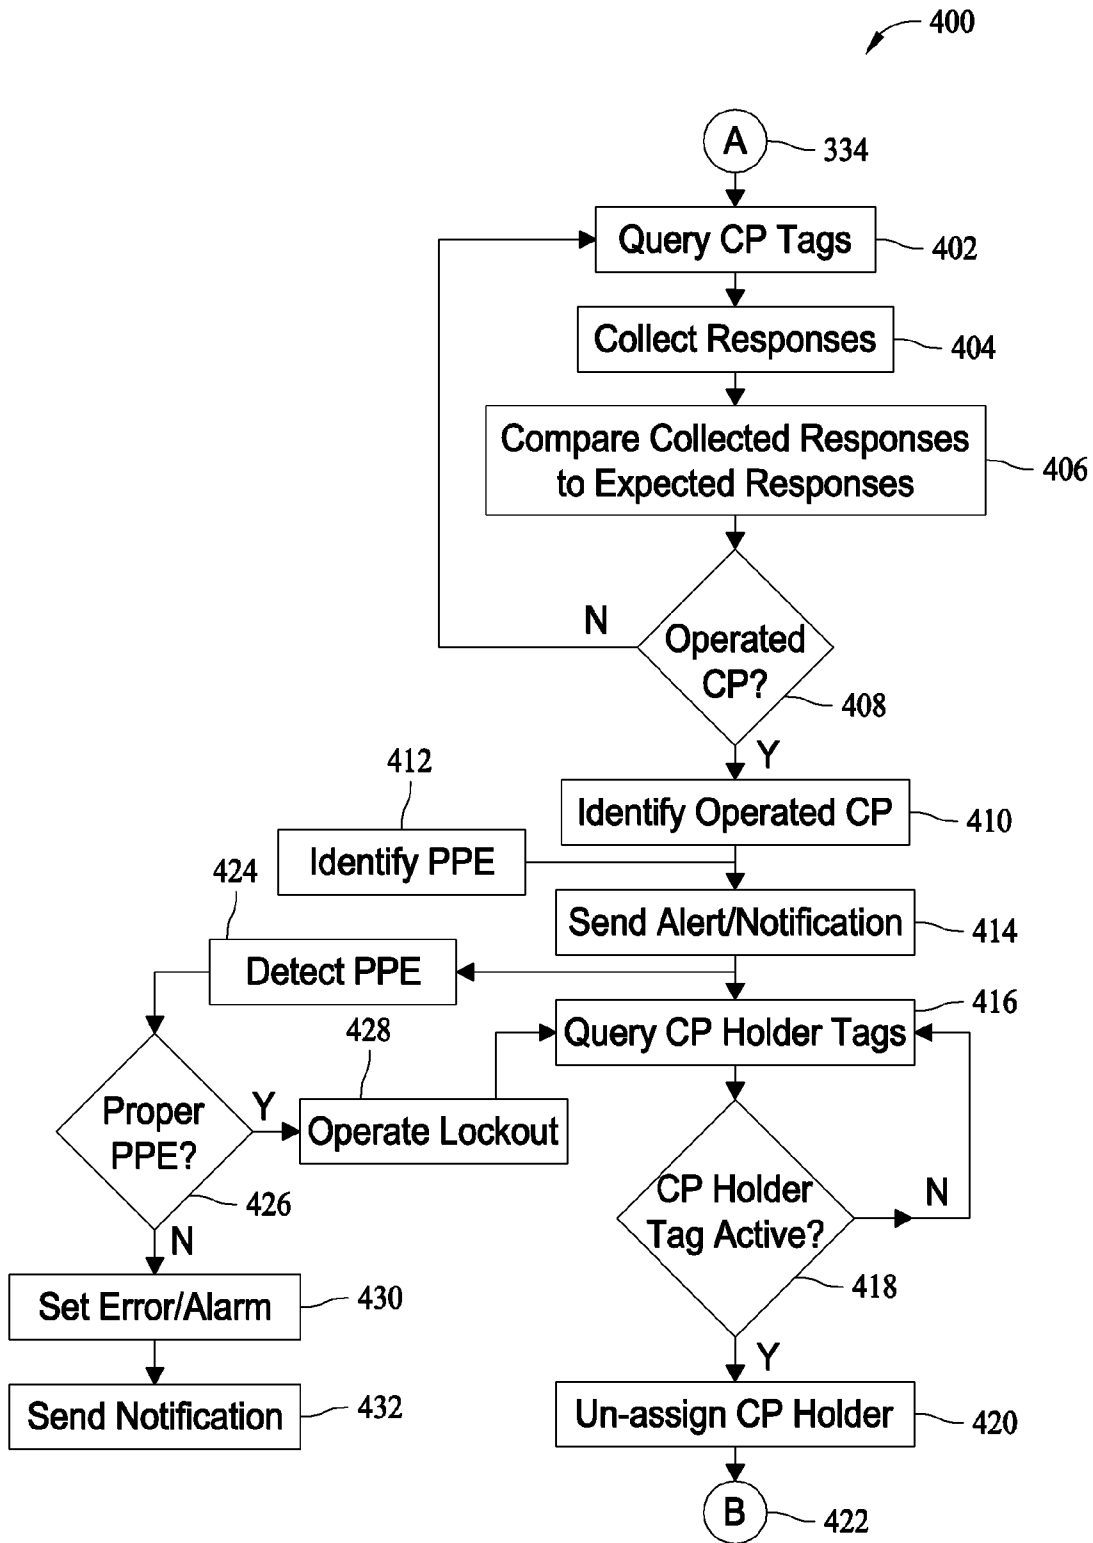 400
A
334
Query CP Tags
402
Collect Responses
404
Compare Collected Responses
to Expected Responses
406
N
Operated
CP?
408
Y
412
Identify Operated CP
410
Identify PPE
424
Send Alert/Notification
414
Detect PPE
416
428
Query CP Holder Tags
Proper
PPE?
Y
Operate Lockout
426
CP Holder
Tag Active?
N
418
N
Set Error/Alarm
430
Y
Send Notification
432
Un-assign CP Holder
420
B
422